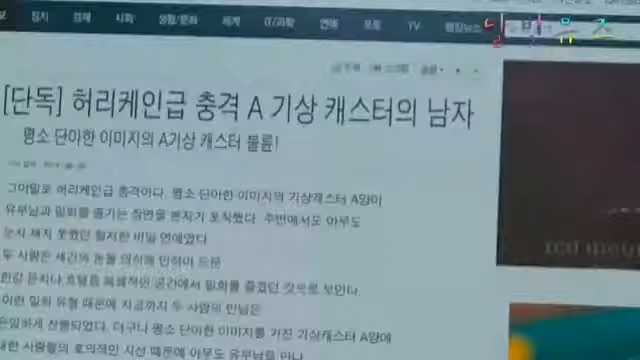 정치 경제 사회 생활/문화 세계 IT/과학 연예 포토 TV 랭킹뉴스
[단독] 허리케인급 충격 A 기상 캐스터의 남자
평소 단아한 이미지의 A기상 캐스터 불륜!
그야말로 허리케인급 충격이다. 평소 단아한 이미지의 기상캐스터 A양이
유부남과 밀회를 즐기는 장면을 본지가 포착했다. 주변에서도 아무도
눈치 채지 못했던 철저한 비밀 연애였다
두 사람은 세간의 눈을 의식해 인적이 드문
한강 둔치나 호텔등 폐쇄적인 공간에서 밀회를 즐겼던 것으로 보인다.
이런 밀회 유형 때문에 지금까지 두 사람의 만남은
은밀하게 진행되었다. 더구나 평소 단아한 이미지를 가진 기상캐스터 A양에
대한 사람들의 호의적인 시선 때문에 아무도 유부남을 만나